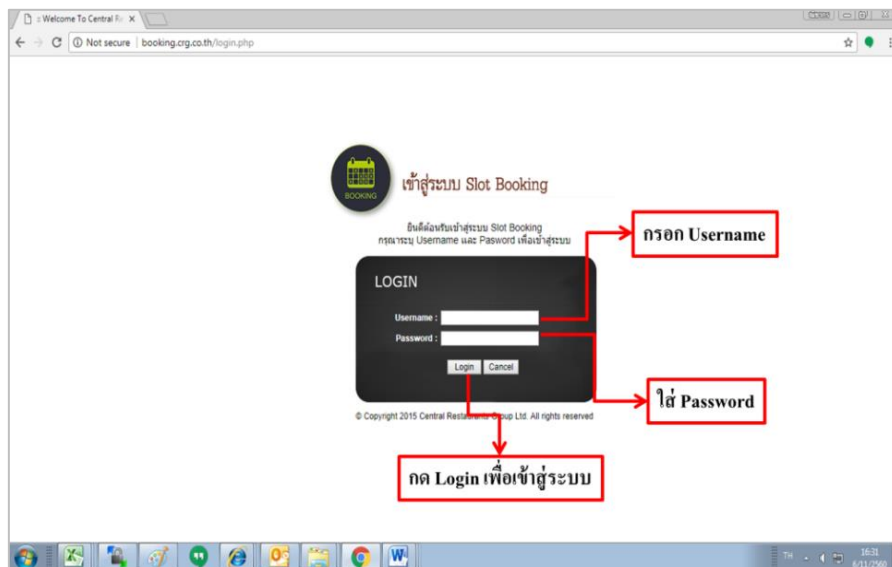 :: Welcome To Central Re
Not secure | booking.crg.co.th/login.php
BOOKING
เข้าสู่ระบบ Slot Booking
ยินดีต้อนรับเข้าสู่ระบบ Slot Booking
กรุณาระบุ Username และ Pasword เพื่อเข้าสู่ระบบ
กรอก Username
LOGIN
Username :
Password :
Login Cancel
ใส่ Password
© Copyright 2015 Central Restaurants Group Ltd. All rights reserved
กด Login เพื่อเข้าสู่ระบบ
TH
16:31
6/11/2560